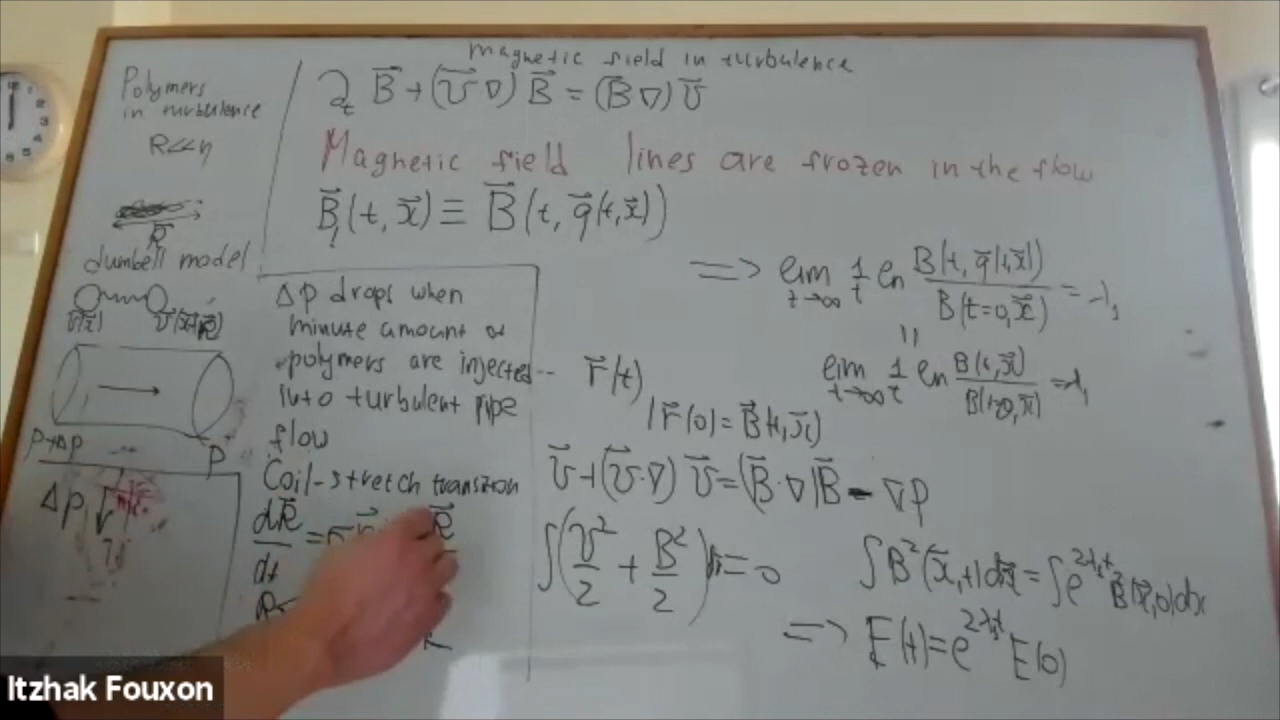 magnetic field in turbulence
Polymers
in turbulence
R≪η
R⃗
dumbell model
υ⃗(x⃗) υ⃗(x⃗+R⃗)
P+Δp P
Δp
∂ₜ B⃗ + (υ⃗ ∇) B⃗ = (B⃗ ∇) υ⃗
Magnetic field lines are frozen in the flow
B⃗₁(t, x⃗) ≡ B⃗(t, q⃗(t, x⃗))
Δp drops when
minute amount of
polymers are injected
into turbulent pipe
flow
Coil-stretch transition
dR⃗/dt = R⃗
=> lim t→∞ 1/t ln B(t, q⃗(t,x⃗)) / B(t=0, x⃗) = λ₁
||
lim t→∞ 1/t ln B(t, x⃗) / B(t=0, x⃗) = λ₁
r⃗(t)
r⃗(0) = B⃗(t, x⃗)
υ⃗ + (υ⃗·∇) υ⃗ = (B⃗·∇) B⃗ - ∇p
∫(υ²/2 + B²/2) = 0
∫B²(x⃗, t) dx⃗ = ∫e^{2λ₁t} B²(x⃗, 0) dx
=> E(t) = e^{2λ₁t} E(0)
Itzhak Fouxon